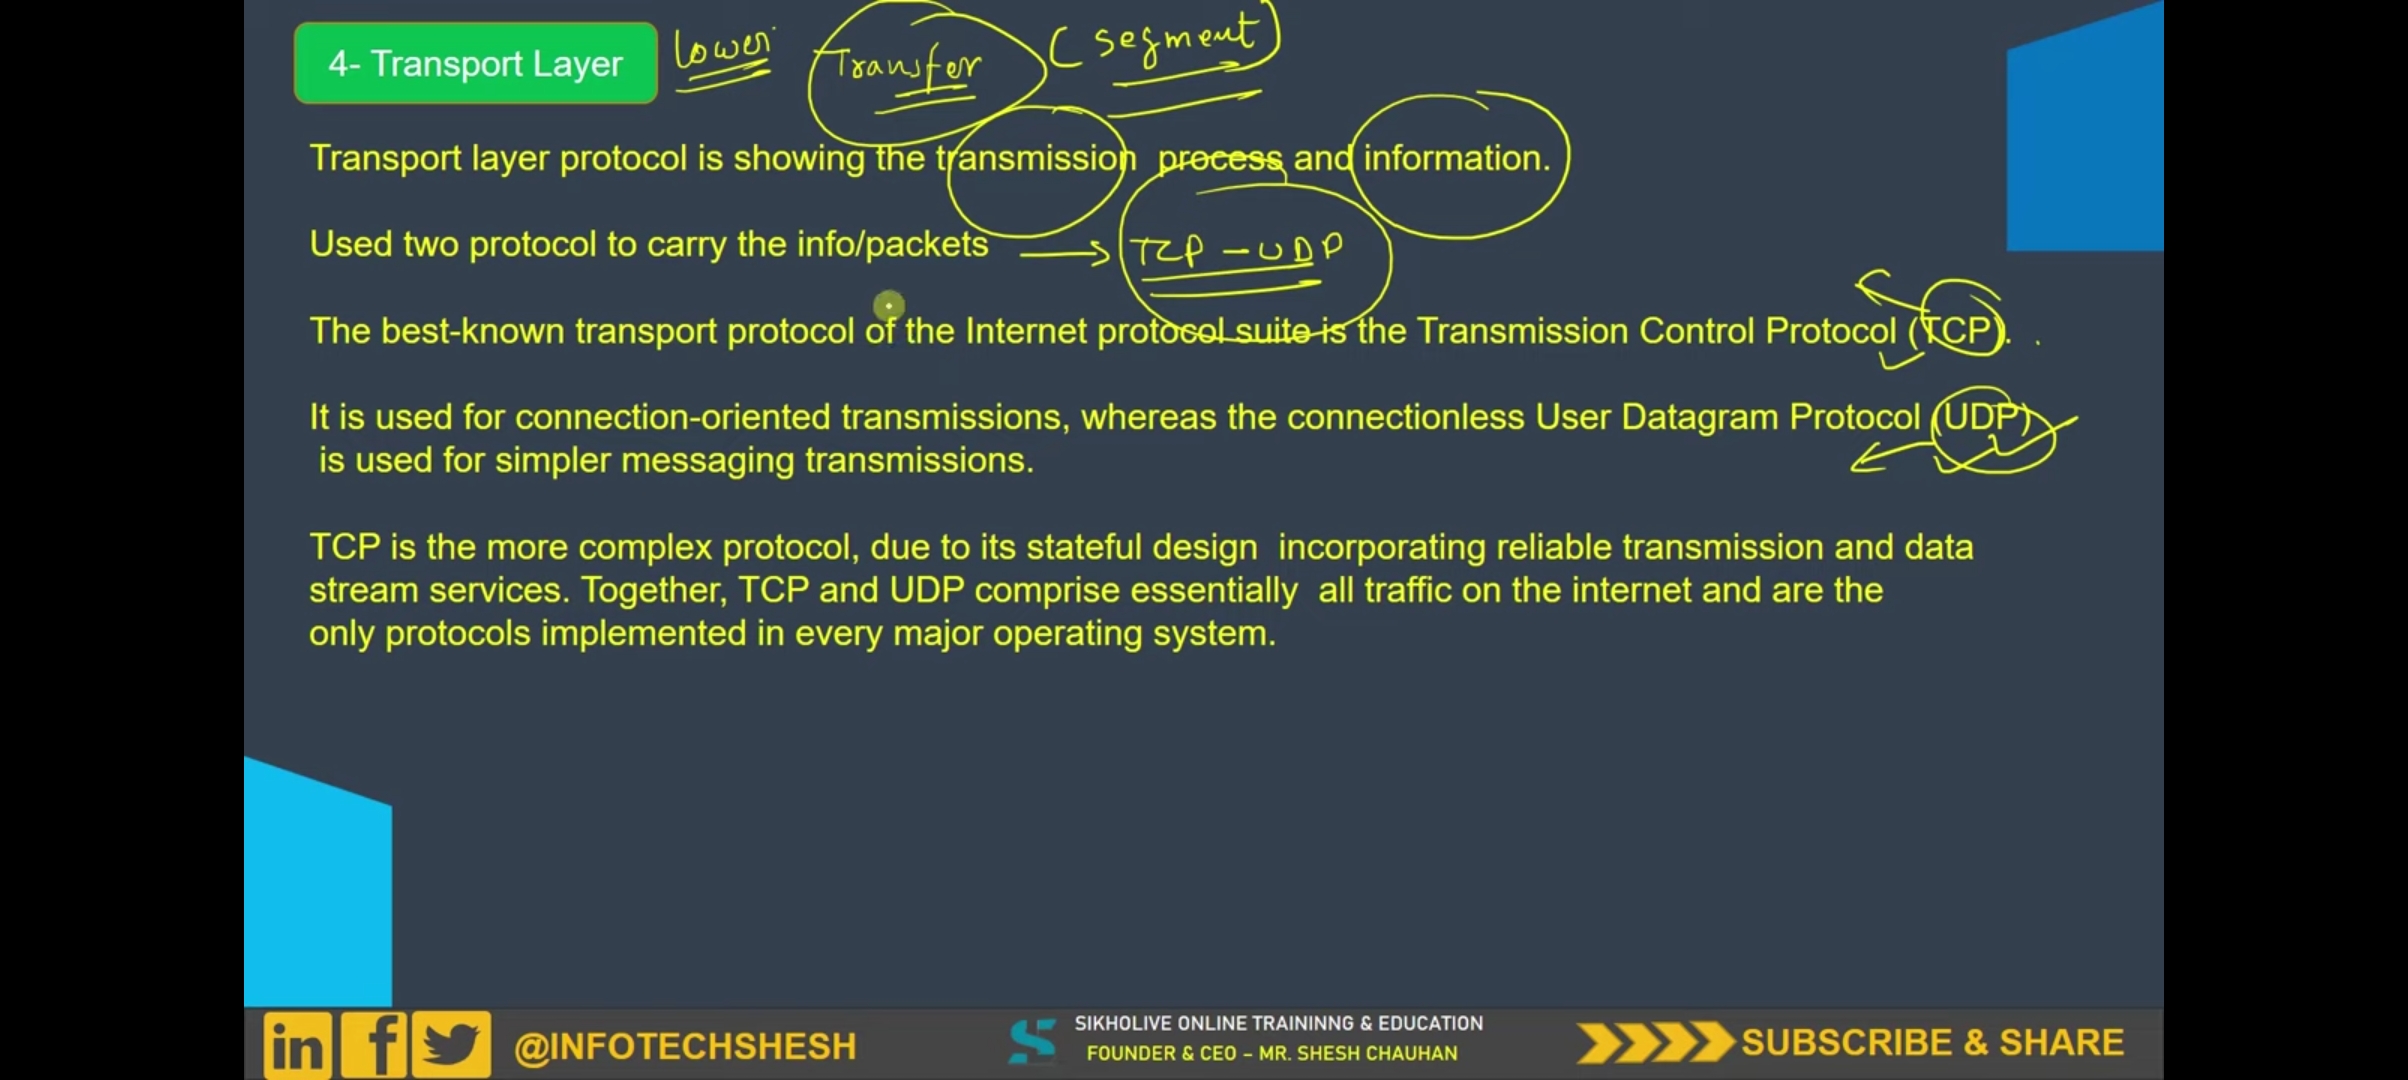 4- Transport Layer
lower
Transfer
(segment)
Transport layer protocol is showing the transmission process and information.
Used two protocol to carry the info/packets
TCP - UDP
The best-known transport protocol of the Internet protocol suite is the Transmission Control Protocol (TCP). .
It is used for connection-oriented transmissions, whereas the connectionless User Datagram Protocol (UDP)
is used for simpler messaging transmissions.
TCP is the more complex protocol, due to its stateful design incorporating reliable transmission and data
stream services. Together, TCP and UDP comprise essentially all traffic on the internet and are the
only protocols implemented in every major operating system.
in f @INFOTECHSHESH
SIKHOLIVE ONLINE TRAININNG & EDUCATION
FOUNDER & CEO – MR. SHESH CHAUHAN
SUBSCRIBE & SHARE